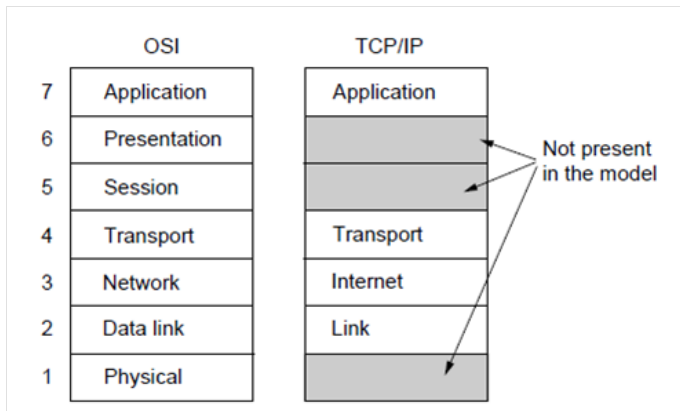 OSI TCP/IP
7 Application Application
6 Presentation
5 Session
Not present
in the model
4 Transport Transport
3 Network Internet
2 Data link Link
1 Physical